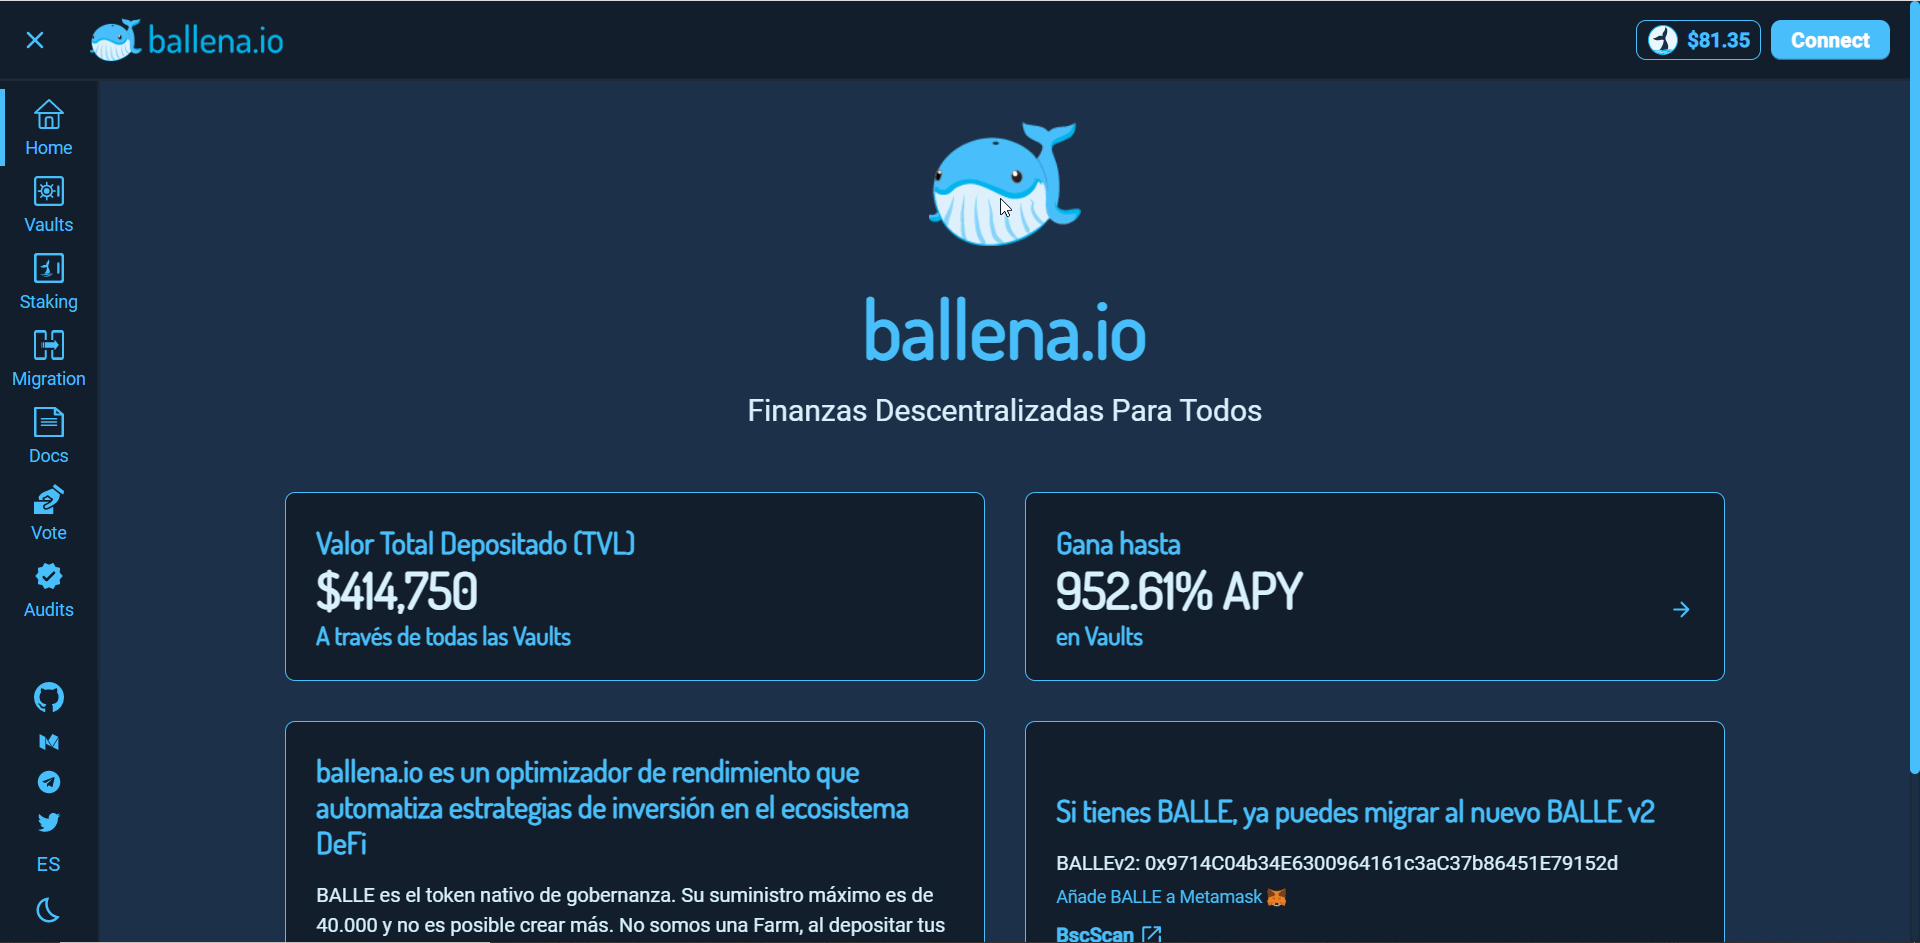 ballena.io
$81.35
Connect
Home
Vaults
Staking
Migration
Docs
Vote
Audits
ES
ballena.io
Finanzas Descentralizadas Para Todos
Valor Total Depositado (TVL)
$414,750
A través de todas las Vaults
Gana hasta
952.61% APY
en Vaults
ballena.io es un optimizador de rendimiento que
automatiza estrategias de inversión en el ecosistema
DeFi
BALLE es el token nativo de gobernanza. Su suministro máximo es de
40.000 y no es posible crear más. No somos una Farm, al depositar tus
Si tienes BALLE, ya puedes migrar al nuevo BALLE v2
BALLEv2: 0x9714C04b34E6300964161c3aC37b86451E79152d
Añade BALLE a Metamask
BscScan